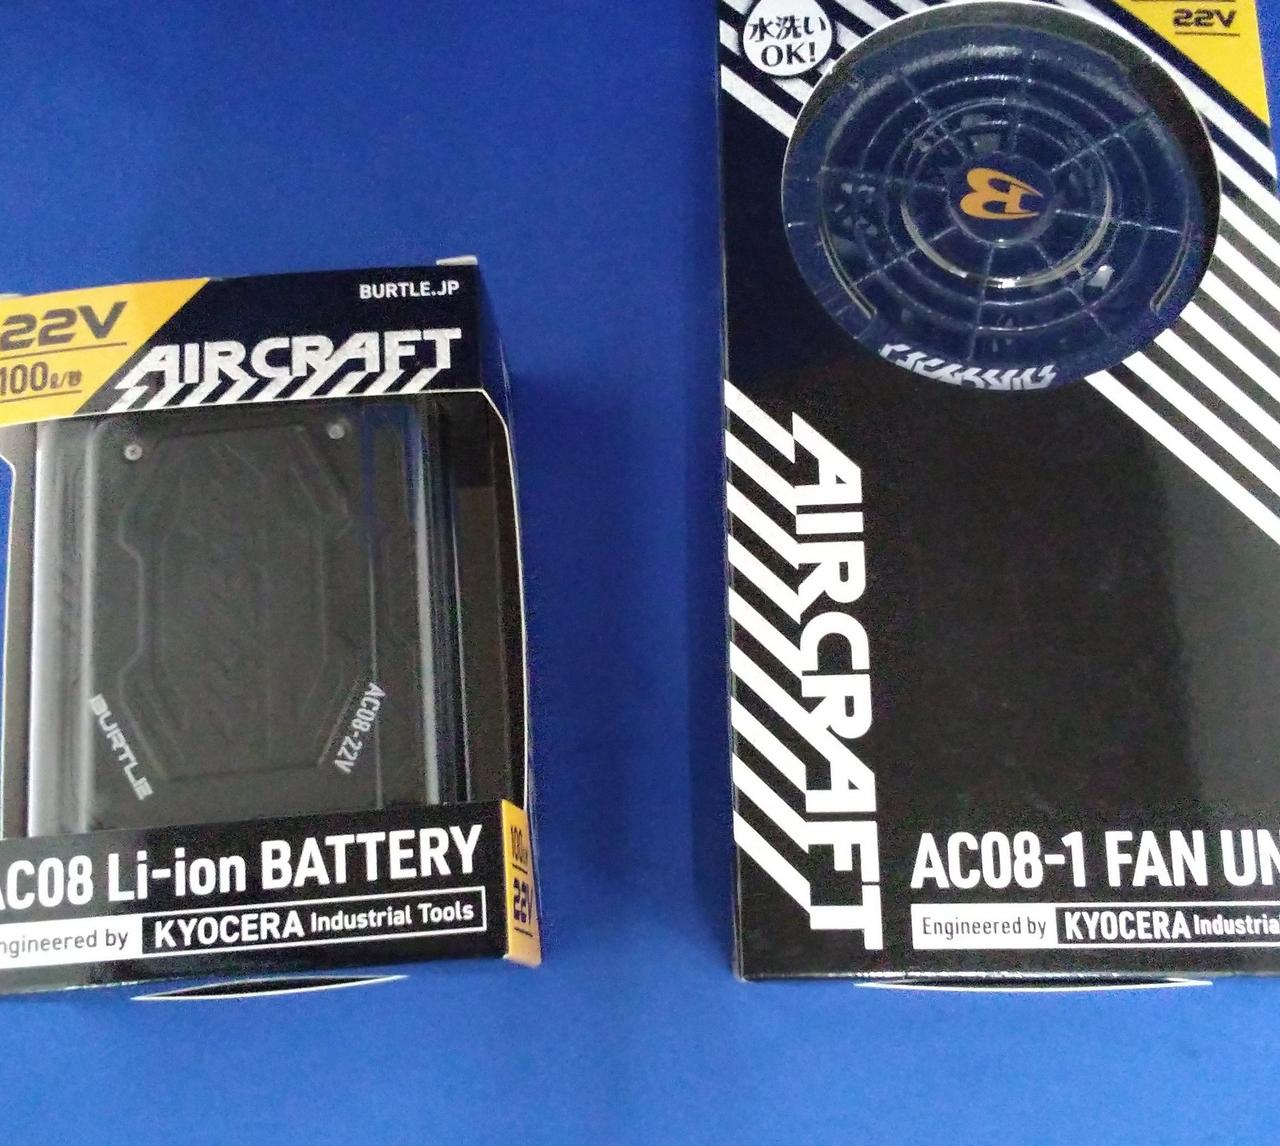 22V
100ℓ/秒
BURTLE.JP
AIRCRAFT
BURTLE
AC08-22V
AC08 Li-ion BATTERY
Engineered by KYOCERA Industrial Tools
22V
水洗い
OK!
22V
AIRCRAFT
AIRCRAFT
AC08-1 FAN UN
Engineered by KYOCERA Industrial